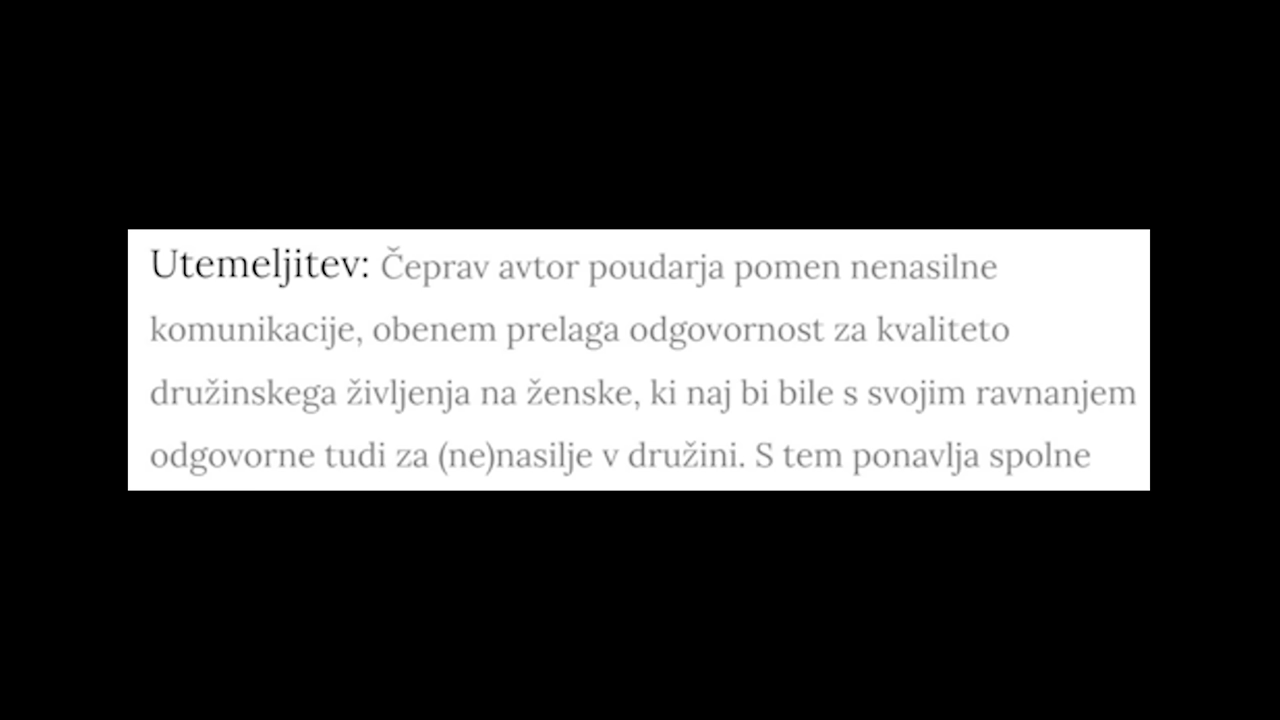 Utemeljitev: Čeprav avtor poudarja pomen nenasilne
komunikacije, obenem prelaga odgovornost za kvaliteto
družinskega življenja na ženske, ki naj bi bile s svojim ravnanjem
odgovorne tudi za (ne)nasilje v družini. S tem ponavlja spolne